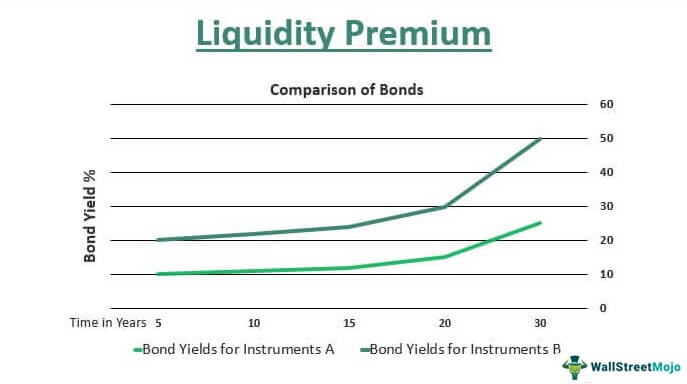 Liquidity Premium
Comparison of Bonds
60
50
40
30
20
10
0
Bond Yield %
Time in Years 5 10 15 20 30
Bond Yields for Instruments A Bond Yields for Instruments B
WallStreetMojo